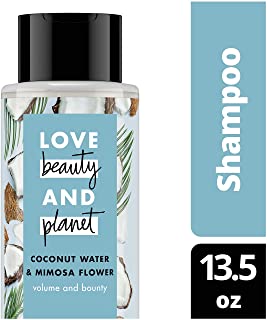 LOVE
beauty
AND
planet
COCONUT WATER
& MIMOSA FLOWER
volume and bounty
Shampoo
13.5
oz